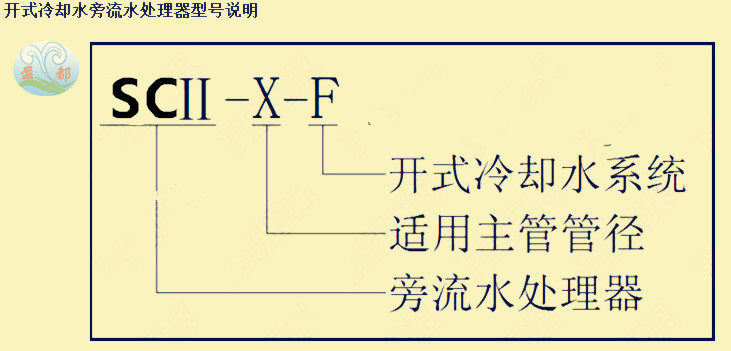 开式冷却水旁流水处理器型号说明
盈都
SCII-X-F
开式冷却水系统
适用主管管径
旁流水处理器